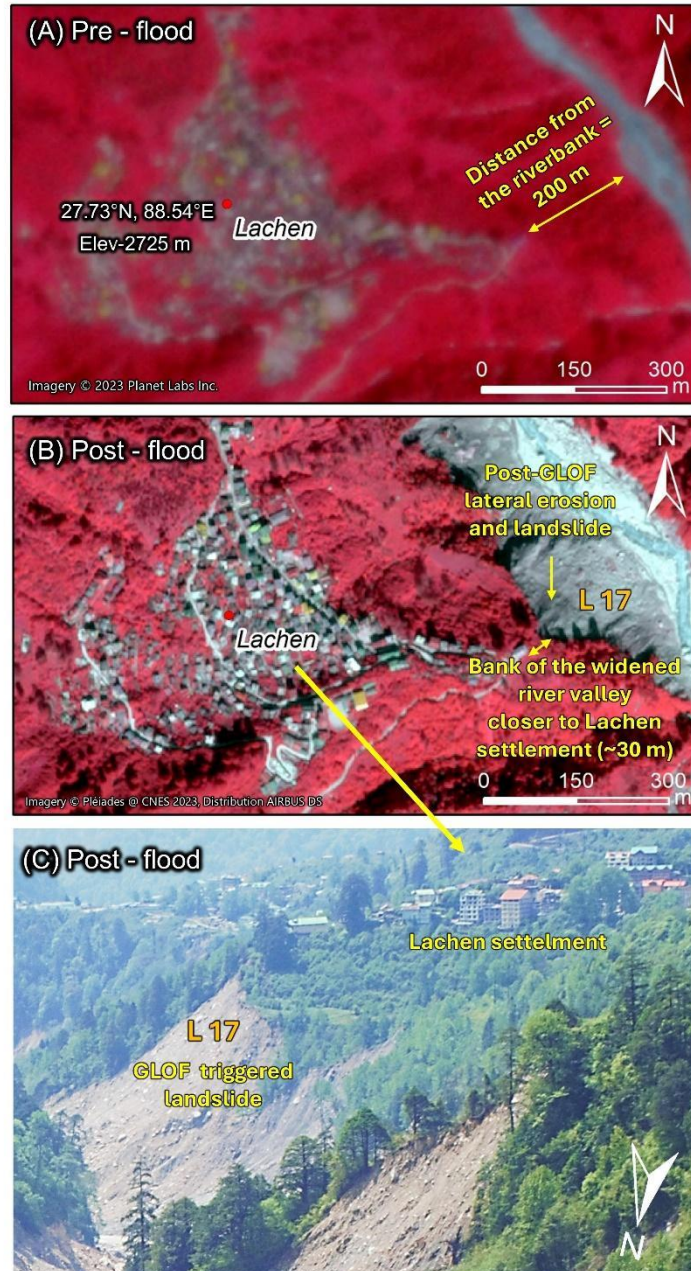 (A) Pre - flood
N
Distance from
the riverbank =
200 m
27.73°N, 88.54°E
Lachen
Elev-2725 m
0 150 300
m
Imagery © 2023 Planet Labs Inc.
(B) Post - flood
N
Post-GLOF
lateral erosion
and landslide
L 17
Lachen
Bank of the widened
river valley
closer to Lachen
settlement (~30 m)
0 150 300
m
Imagery © Pléiades @ CNES 2023, Distribution AIRBUS DS
(C) Post - flood
Lachen settelment
L 17
GLOF triggered
landslide
N